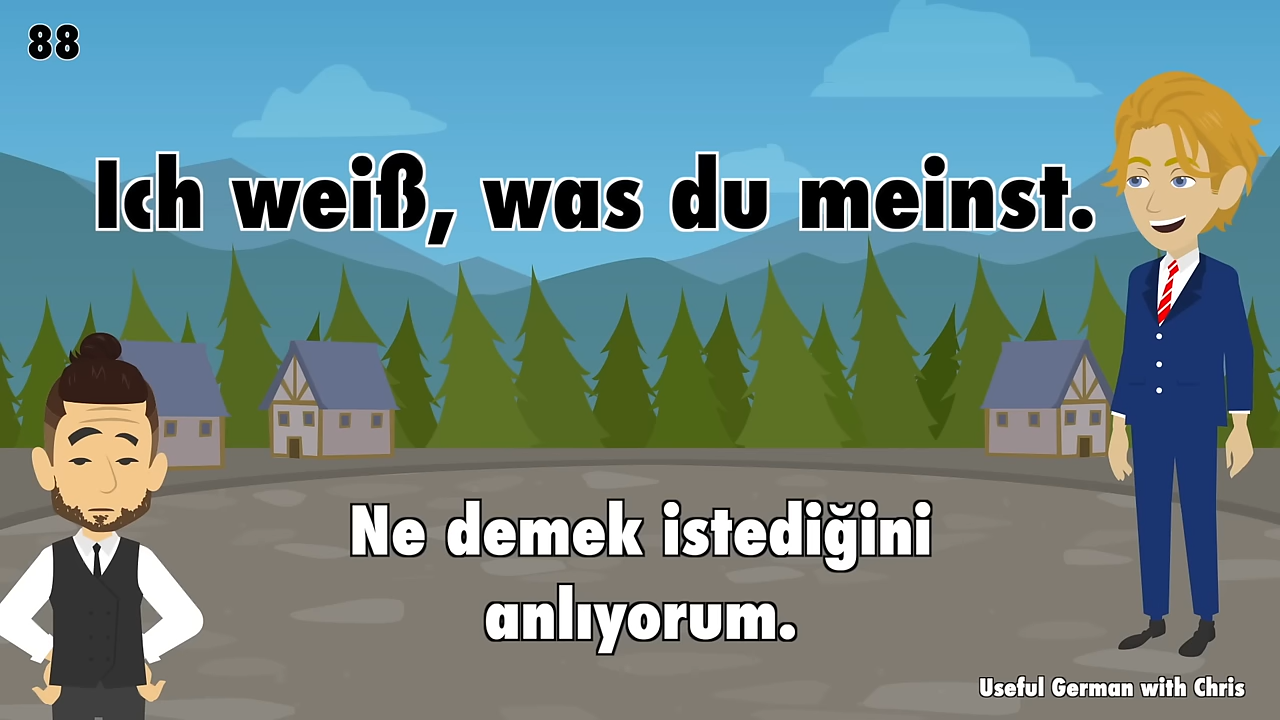 88
Ich weiß, was du meinst.
Ne demek istediğini
anlıyorum.
Useful German with Chris